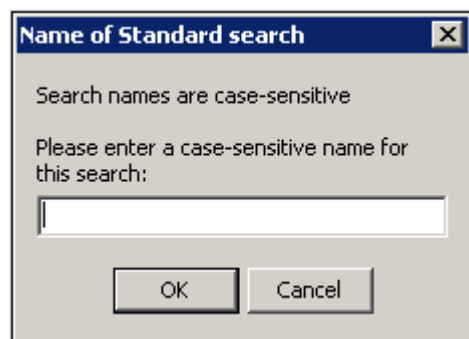 Name of Standard search
Search names are case-sensitive
Please enter a case-sensitive name for
this search:
OK
Cancel